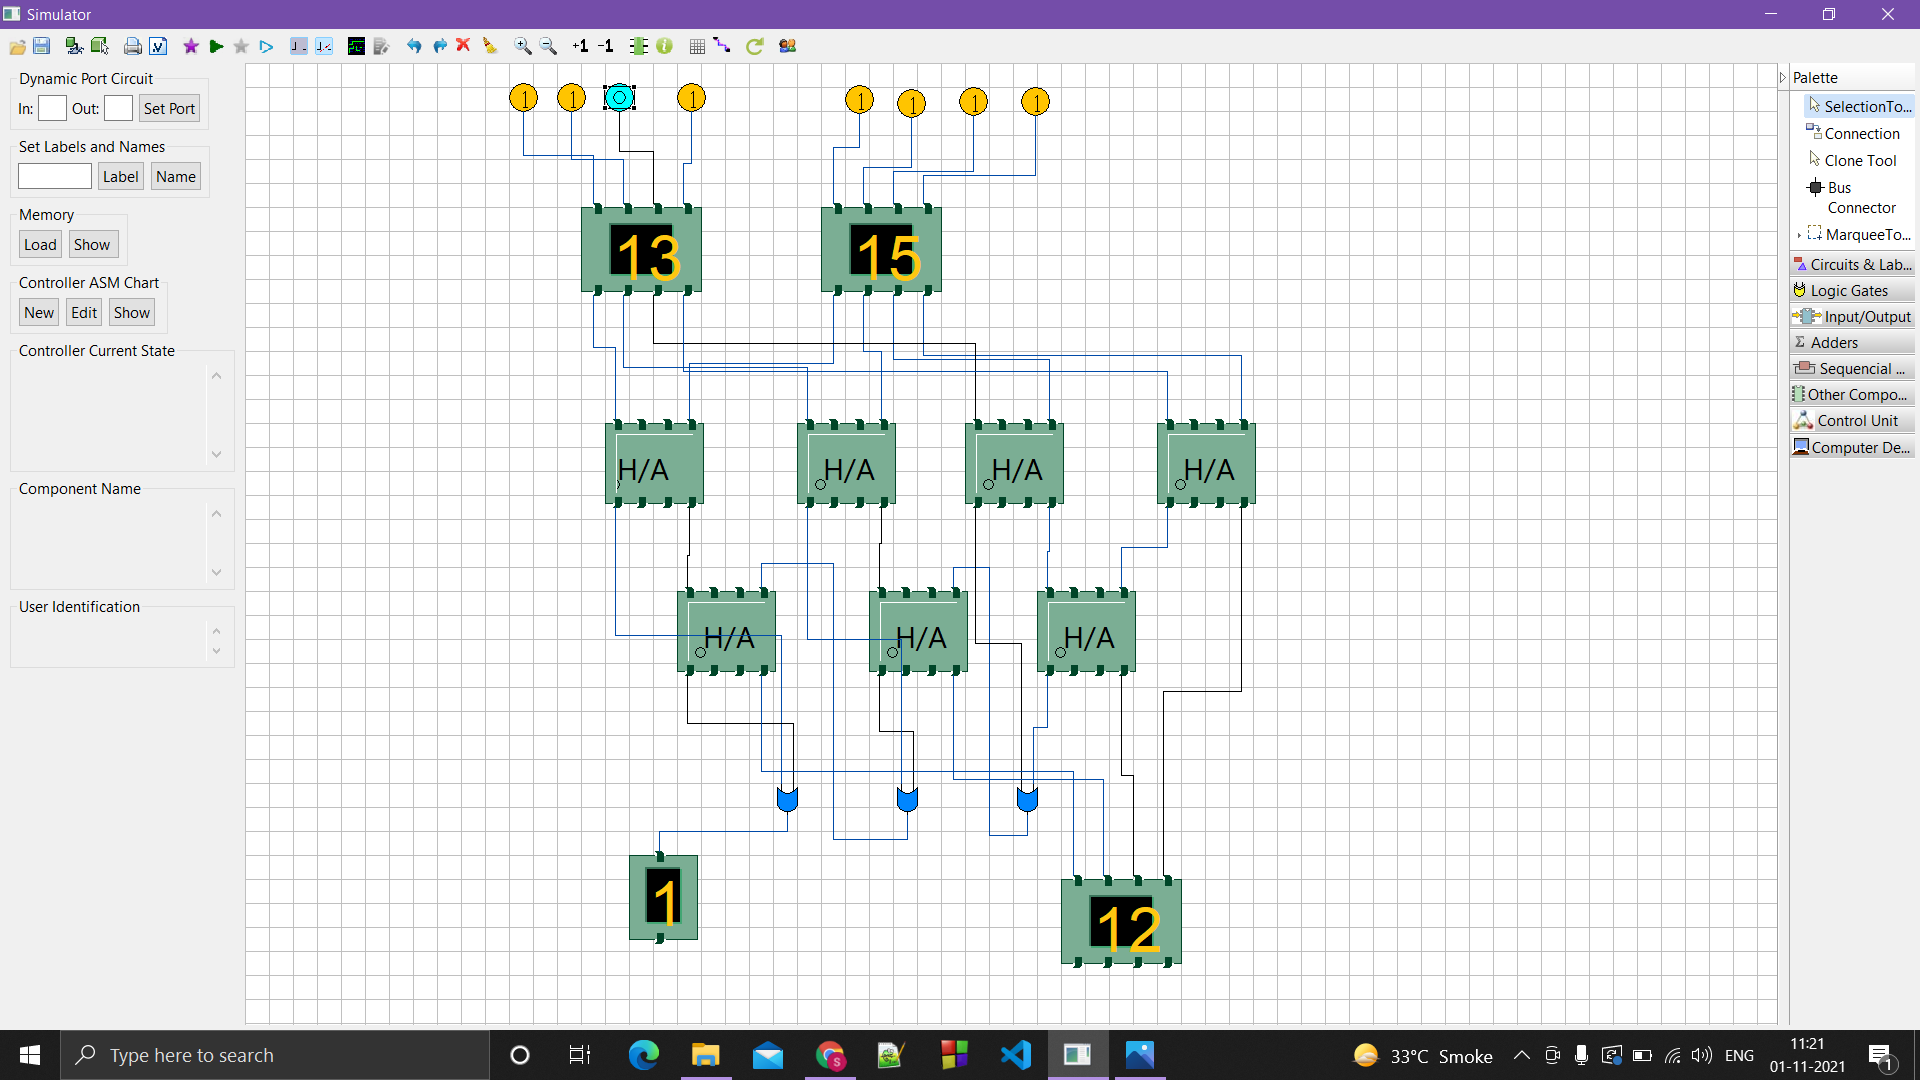 Simulator
+1 -1
Dynamic Port Circuit
In: Out: Set Port
Set Labels and Names
Label Name
Memory
Load Show
Controller ASM Chart
New Edit Show
Controller Current State
Component Name
User Identification
1 1 0 1 1 1 1 1
13 15
H/A H/A H/A H/A
H/A H/A H/A
1
12
Palette
SelectionTo...
Connection
Clone Tool
Bus
Connector
MarqueeTo...
Circuits & Lab...
Logic Gates
Input/Output
Adders
Sequencial ...
Other Compo...
Control Unit
Computer De...
Type here to search
33°C Smoke
ENG
11:21
01-11-2021
1